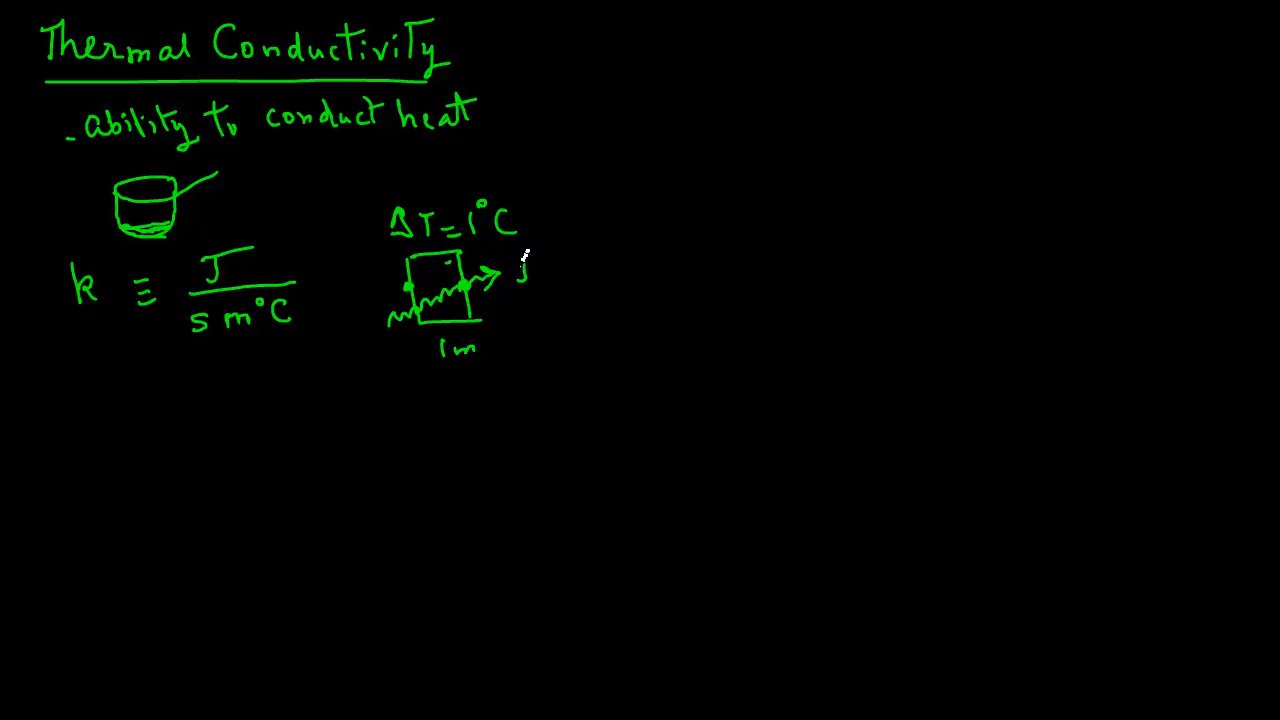 Thermal Conductivity
- ability to conduct heat
ΔT = 1°C
k ≡ J / s m °C
J
1m